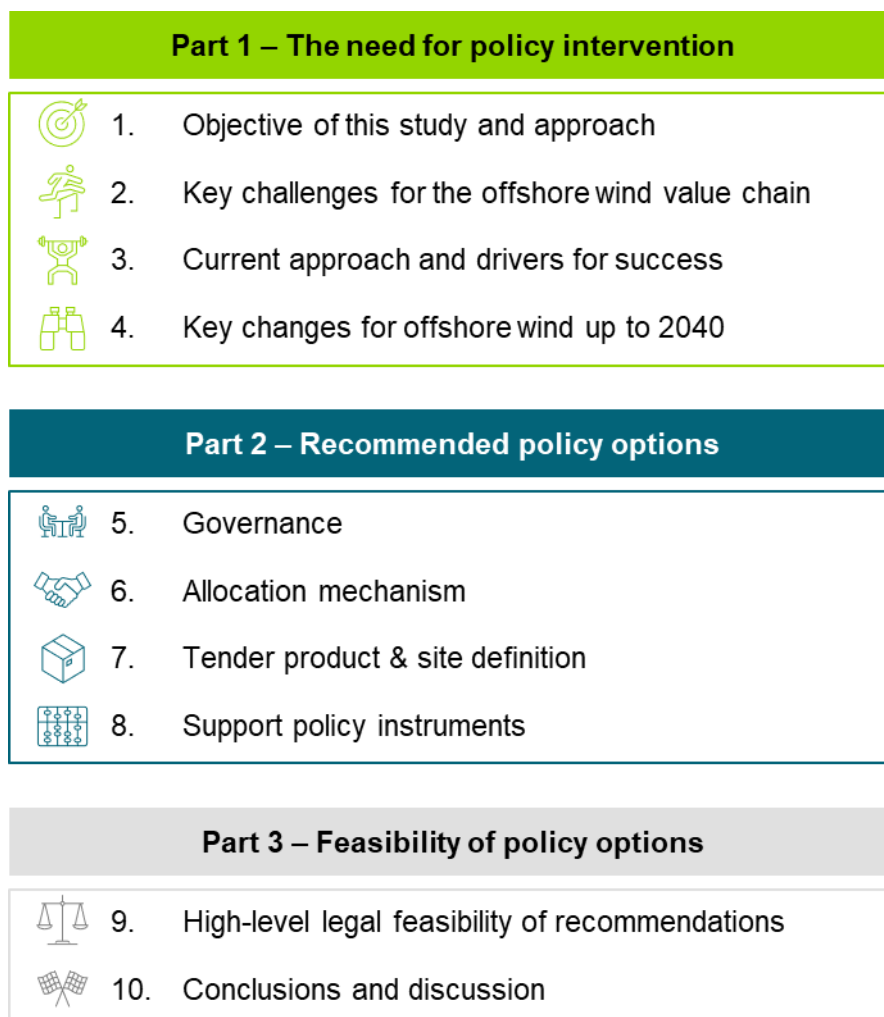 Part 1 – The need for policy intervention
1. Objective of this study and approach
2. Key challenges for the offshore wind value chain
3. Current approach and drivers for success
4. Key changes for offshore wind up to 2040
Part 2 – Recommended policy options
5. Governance
6. Allocation mechanism
7. Tender product & site definition
8. Support policy instruments
Part 3 – Feasibility of policy options
9. High-level legal feasibility of recommendations
10. Conclusions and discussion